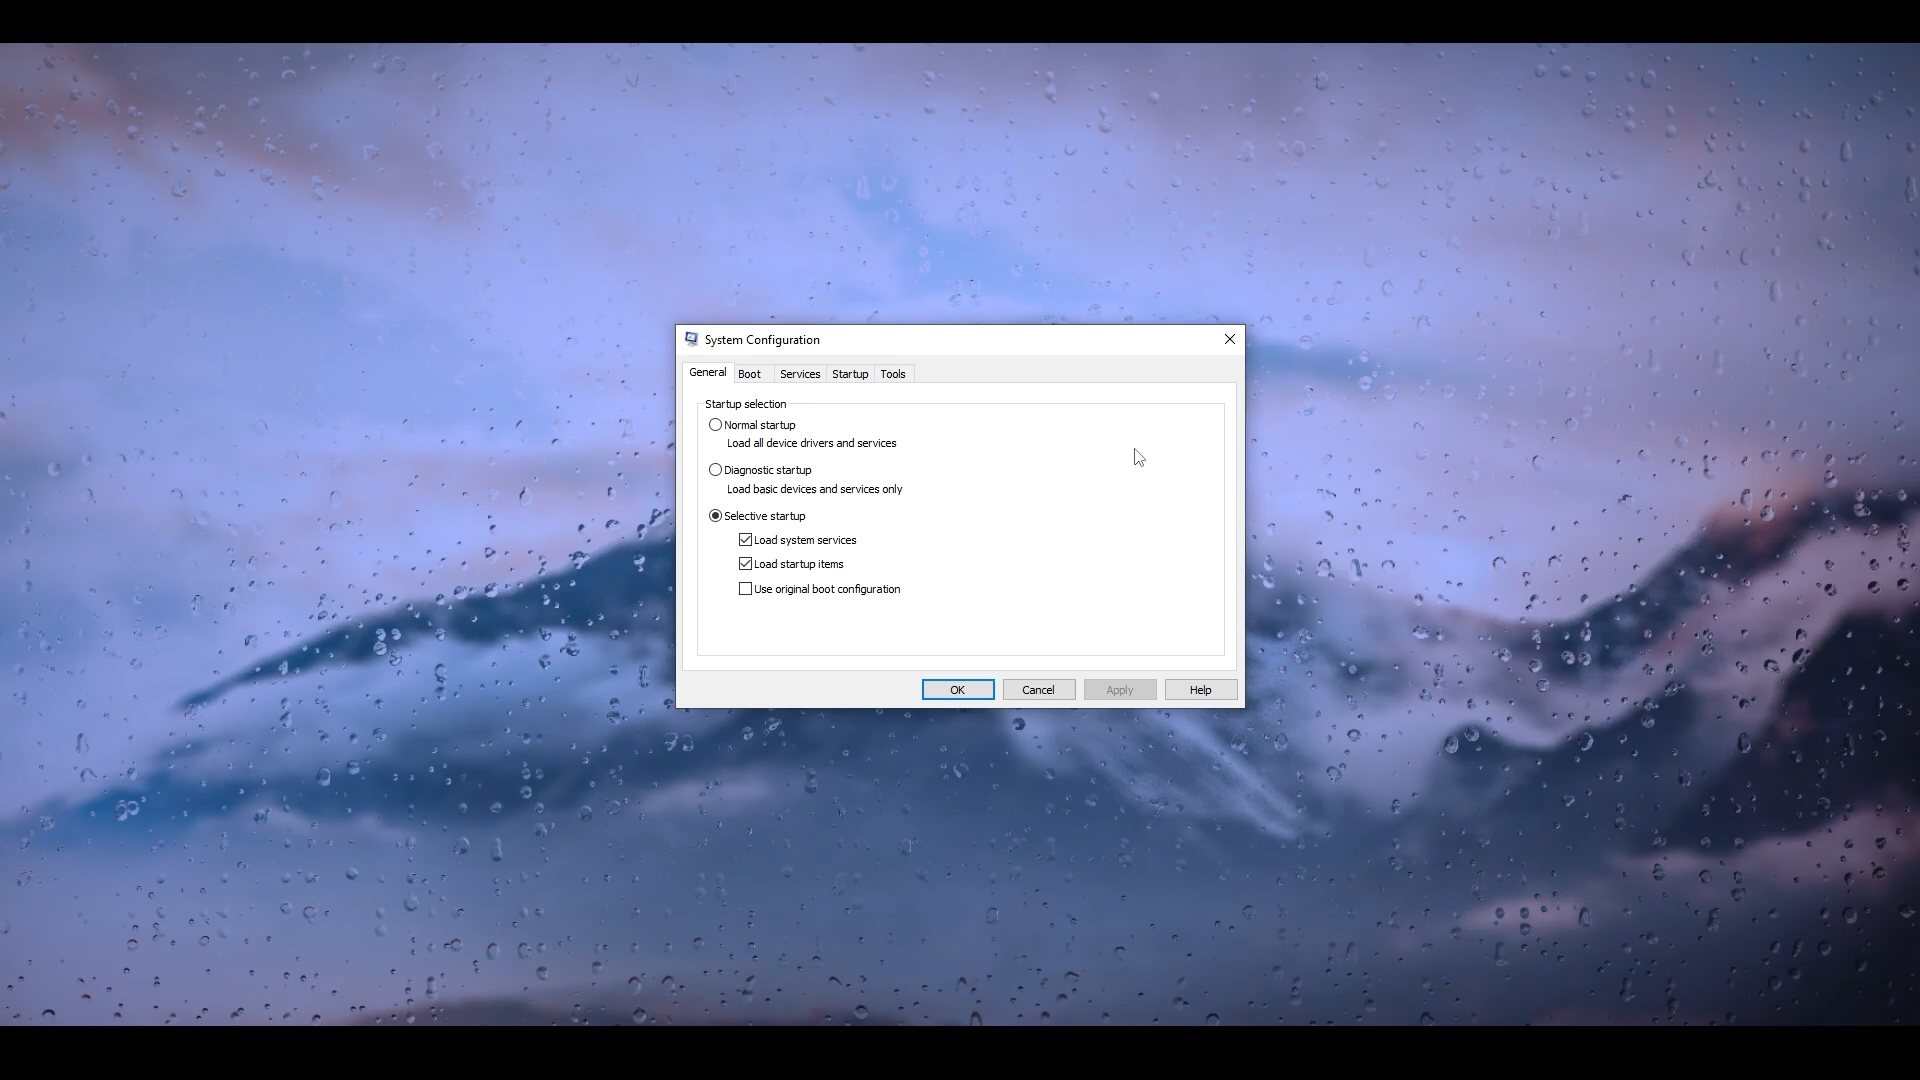 System Configuration
General Boot Services Startup Tools
Startup selection
Normal startup
Load all device drivers and services
Diagnostic startup
Load basic devices and services only
Selective startup
Load system services
Load startup items
Use original boot configuration
OK Cancel Apply Help